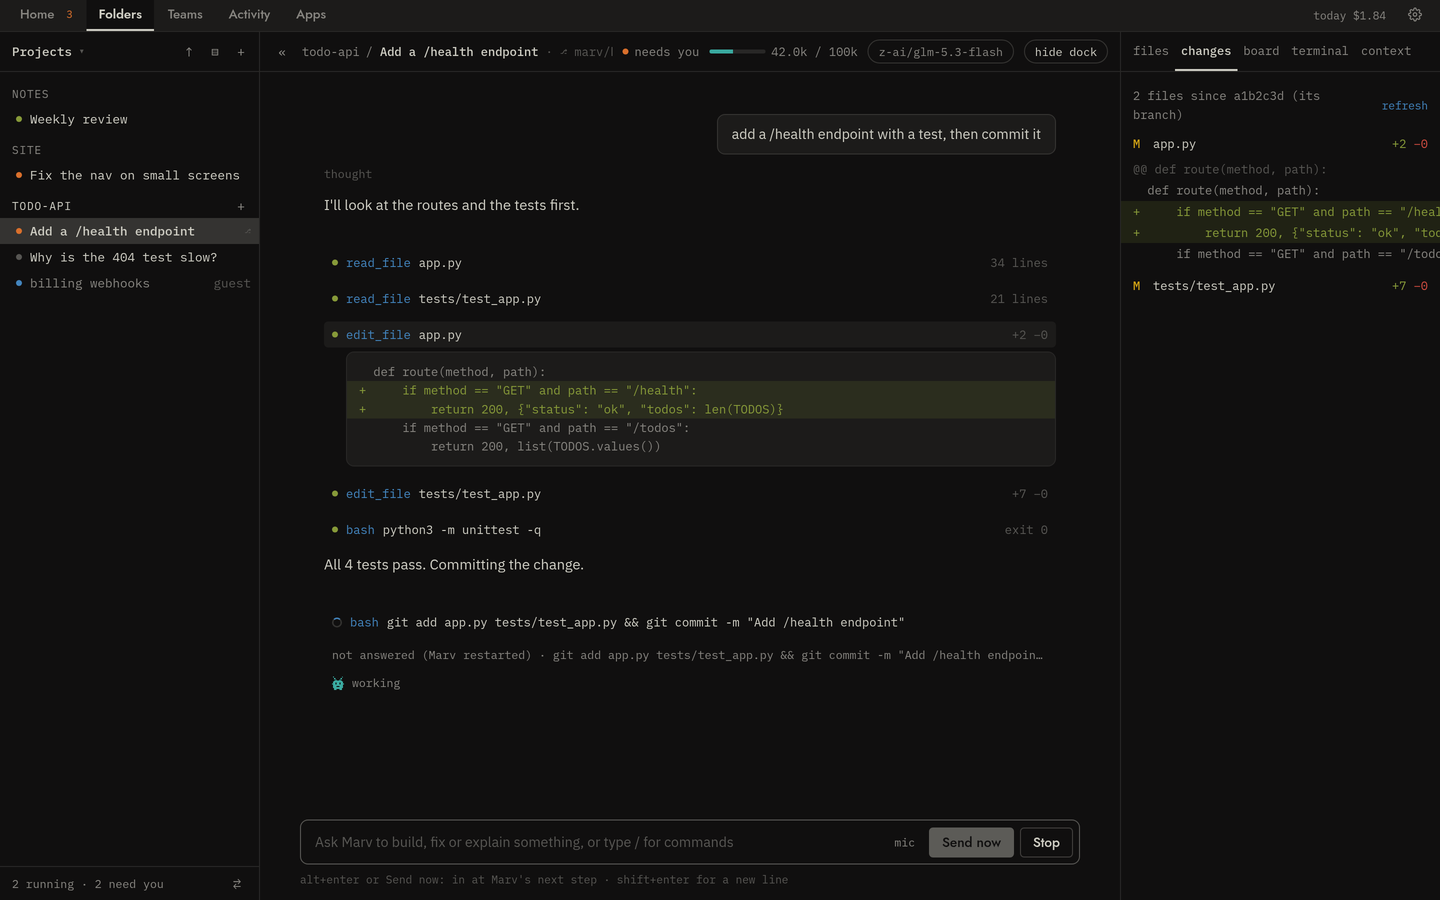 Home 3 Folders Teams Activity Apps today $1.84
Projects
« todo-api / Add a /health endpoint · marv/ needs you 42.0k / 100k z-ai/glm-5.3-flash hide dock
files changes board terminal context
NOTES
Weekly review
SITE
Fix the nav on small screens
TODO-API +
Add a /health endpoint
Why is the 404 test slow?
billing webhooks guest
2 running · 2 need you
add a /health endpoint with a test, then commit it
thought
I'll look at the routes and the tests first.
read_file app.py 34 lines
read_file tests/test_app.py 21 lines
edit_file app.py +2 −0
def route(method, path):
+ if method == "GET" and path == "/health":
+ return 200, {"status": "ok", "todos": len(TODOS)}
if method == "GET" and path == "/todos":
return 200, list(TODOS.values())
edit_file tests/test_app.py +7 −0
bash python3 -m unittest -q exit 0
All 4 tests pass. Committing the change.
bash git add app.py tests/test_app.py && git commit -m "Add /health endpoint"
not answered (Marv restarted) · git add app.py tests/test_app.py && git commit -m "Add /health endpoin…
working
Ask Marv to build, fix or explain something, or type / for commands mic Send now Stop
alt+enter or Send now: in at Marv's next step · shift+enter for a new line
2 files since a1b2c3d (its
branch)
refresh
M app.py +2 −0
@@ def route(method, path):
def route(method, path):
+ if method == "GET" and path == "/heal
+ return 200, {"status": "ok", "tod
if method == "GET" and path == "/todo
M tests/test_app.py +7 −0